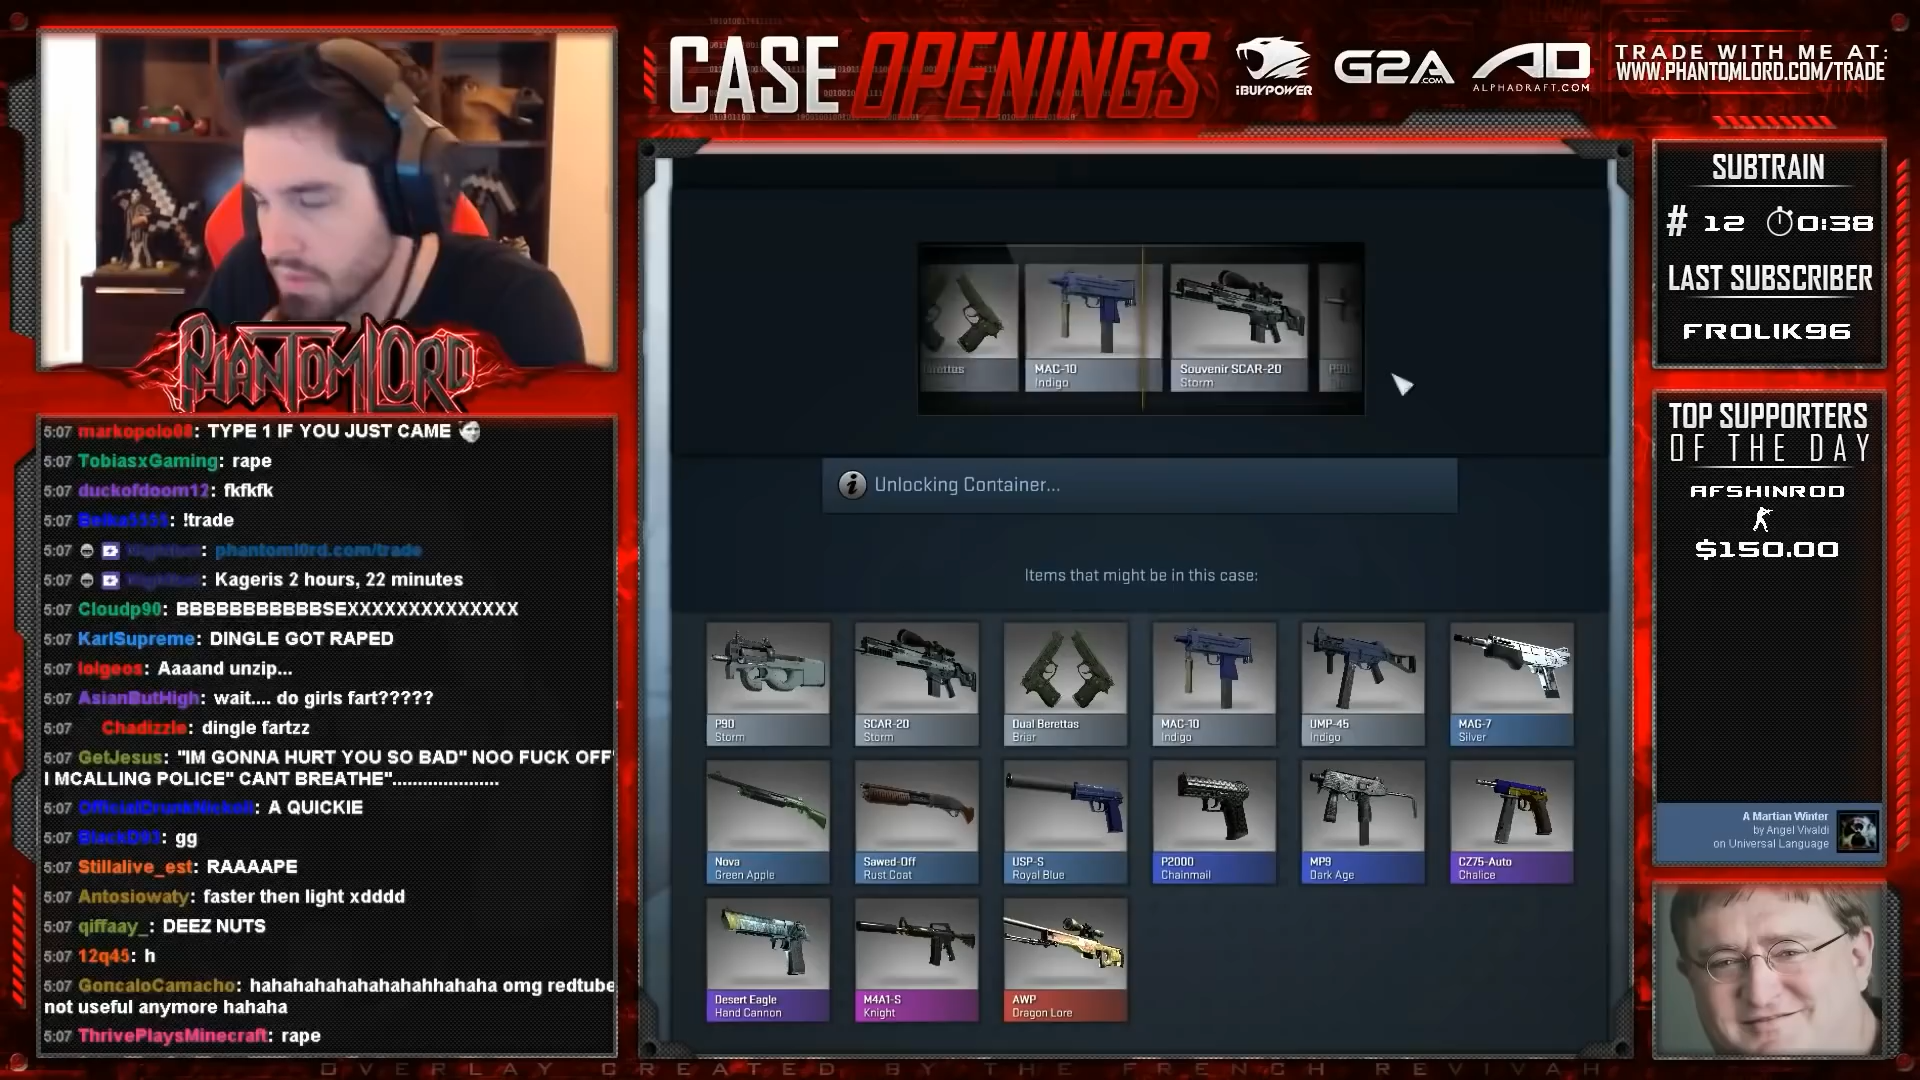 CASE OPENINGS
iBUYPOWER
G2A.COM
AD
ALPHADRAFT.COM
TRADE WITH ME AT:
WWW.PHANTOMLORD.COM/TRADE
PHANTOMLORD
5:07 markopolo08: TYPE 1 IF YOU JUST CAME
5:07 TobiasxGaming: rape
5:07 duckofdoom12: fkfkfk
5:07 : !trade
5:07 : phantoml0rd.com/trade
5:07 : Kageris 2 hours, 22 minutes
5:07 Cloudp90: BBBBBBBBBBBSEXXXXXXXXXXXXXX
5:07 KarlSupreme: DINGLE GOT RAPED
5:07 lolgeos: Aaaand unzip...
5:07 AsianButHigh: wait.... do girls fart?????
5:07 Chadizzle: dingle fartzz
5:07 GetJesus: "IM GONNA HURT YOU SO BAD" NOO FUCK OFF"
I MCALLING POLICE" CANT BREATHE"....................
5:07 : A QUICKIE
5:07 : gg
5:07 Stillalive_est: RAAAAPE
5:07 Antosiowaty: faster then light xdddd
5:07 qiffaay_: DEEZ NUTS
5:07 12q45: h
5:07 GoncaloCamacho: hahahahahahahahhahaha omg redtube
not useful anymore hahaha
5:07 ThrivePlaysMinecraft: rape
MAC-10
Indigo
Souvenir SCAR-20
Storm
Unlocking Container...
Items that might be in this case:
P90
Storm
SCAR-20
Storm
Dual Berettas
Briar
MAC-10
Indigo
UMP-45
Indigo
MAG-7
Silver
Nova
Green Apple
Sawed-Off
Rust Coat
USP-S
Royal Blue
P2000
Chainmail
MP9
Dark Age
CZ75-Auto
Chalice
Desert Eagle
Hand Cannon
M4A1-S
Knight
AWP
Dragon Lore
SUBTRAIN
# 12 0:38
LAST SUBSCRIBER
FROLIK96
TOP SUPPORTERS
OF THE DAY
AFSHINROD
$150.00
A Martian Winter
by Angel Vivaldi
on Universal Language
OVERLAY CREATED BY THE FRENCH REVIVAH